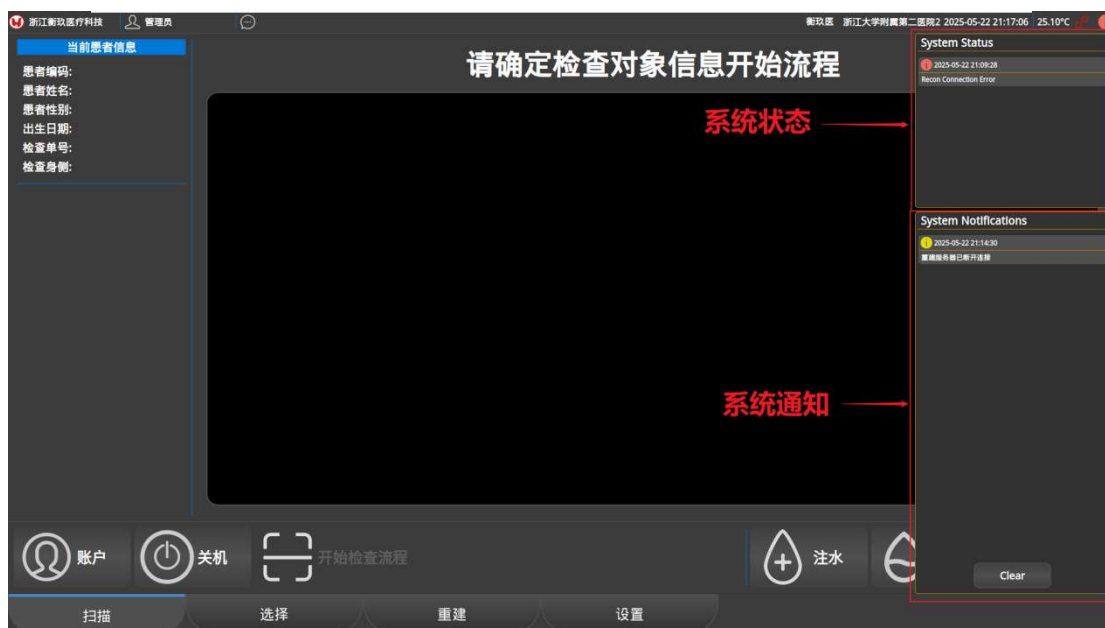 浙江衡玖医疗科技 管理员 衡玖医 浙江大学附属第二医院2 2025-05-22 21:17:06 25.10℃
当前患者信息
患者编码:
患者姓名:
患者性别:
出生日期:
检查单号:
检查身侧:
请确定检查对象信息开始流程
System Status
2025-05-22 21:09:28
Recon Connection Error
系统状态
System Notifications
2025-05-22 21:14:30
重建服务器已断开连接
系统通知
Clear
账户 关机 开始检查流程 注水
扫描 选择 重建 设置